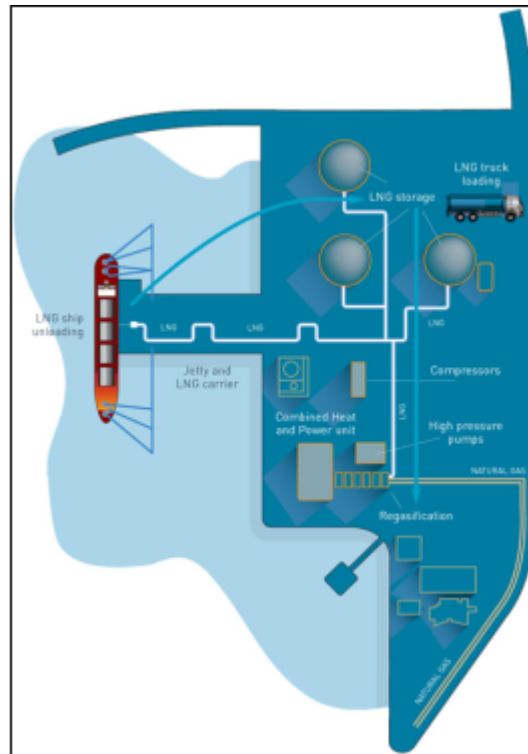 LNG truck
loading
LNG storage
LNG ship
unloading
LNG
LNG
LNG
Jetty and
LNG carrier
Compressors
LNG
Combined Heat
and Power unit
High pressure
pumps
NATURAL GAS
Regasification
NATURAL GAS